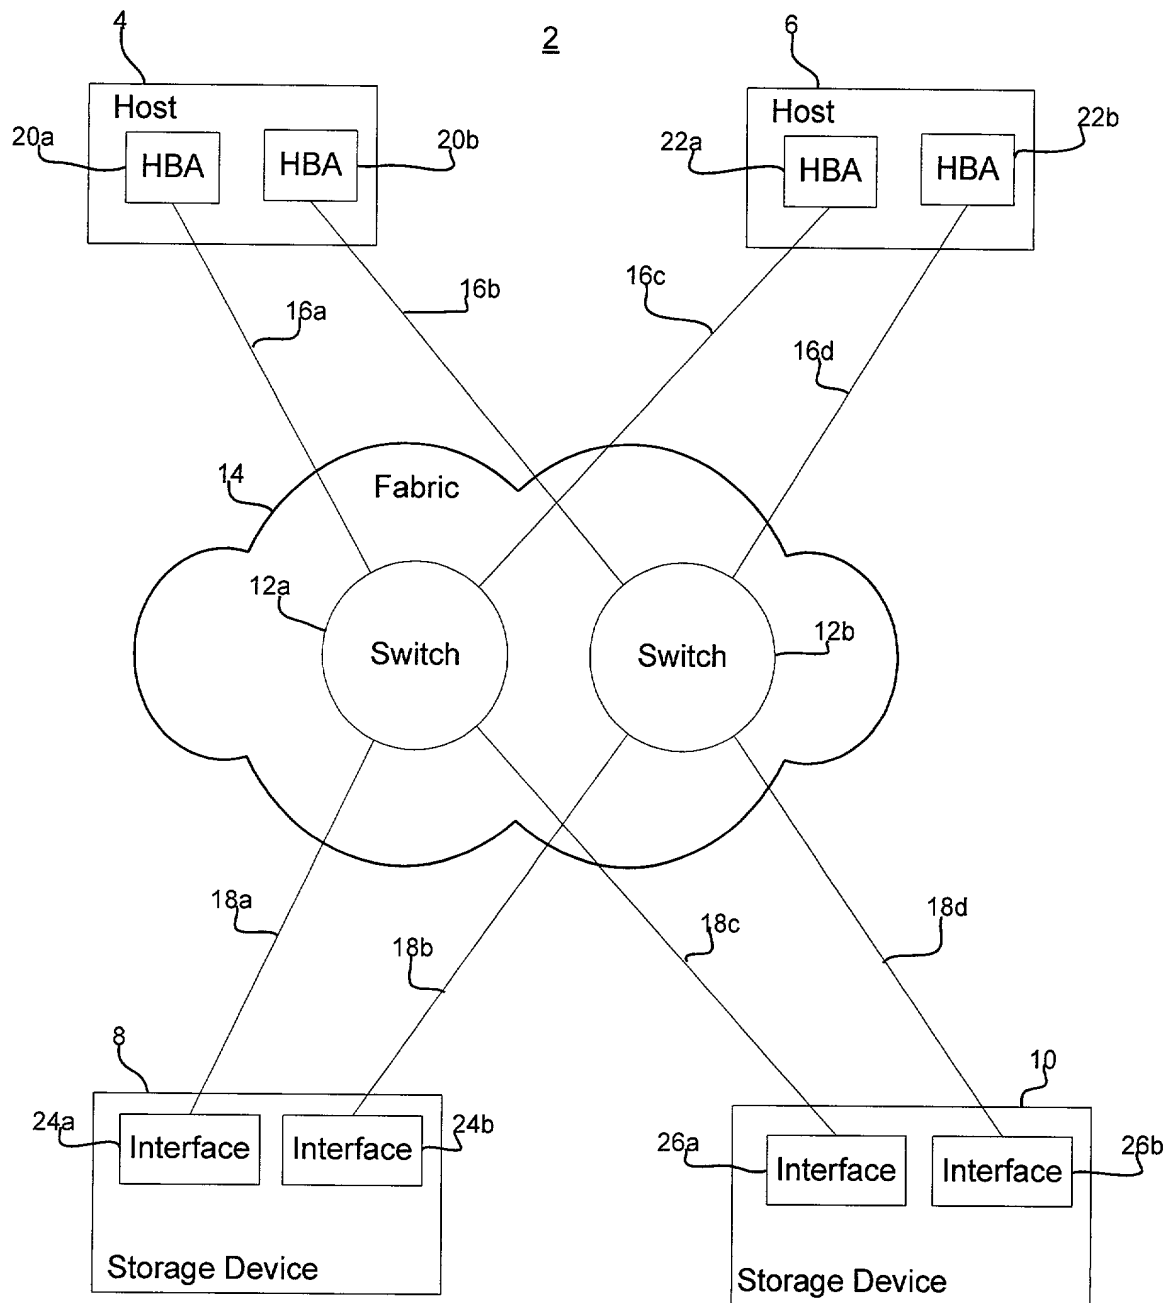 4
2
6
Host
Host
20a
HBA
HBA
20b
22a
HBA
HBA
22b
16a
16b
16c
16d
14
Fabric
12a
Switch
Switch
12b
18a
18b
18c
18d
8
10
24a
Interface
Interface
24b
26a
Interface
Interface
26b
Storage Device
Storage Device